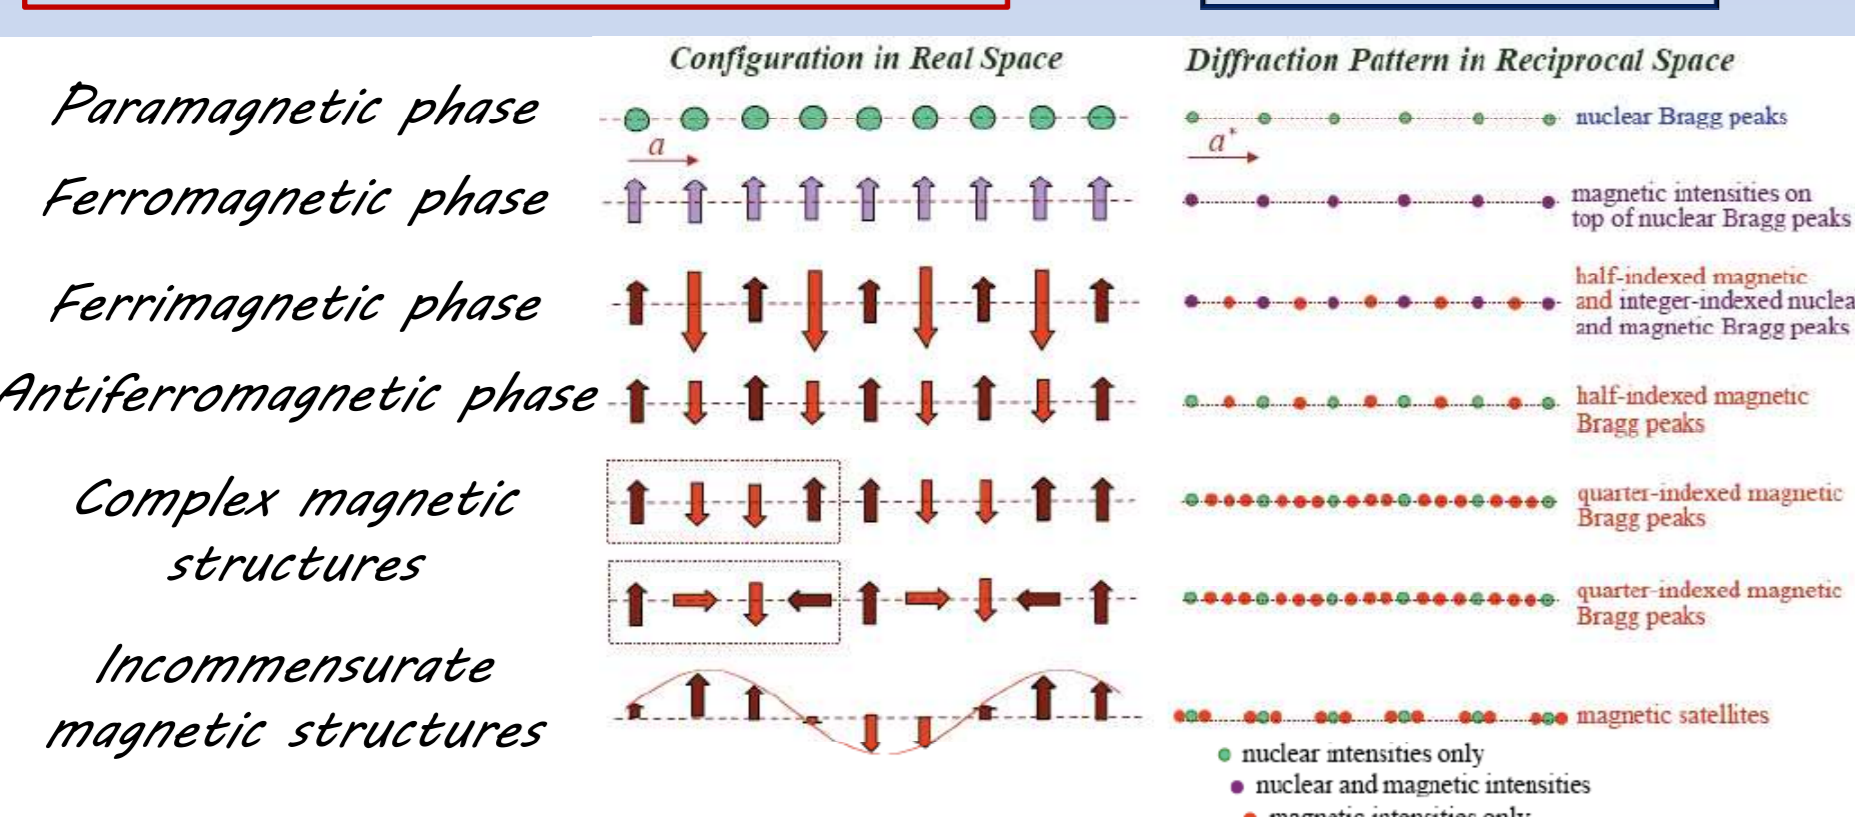 Configuration in Real Space
Diffraction Pattern in Reciprocal Space
Paramagnetic phase
nuclear Bragg peaks
a
a*
Ferromagnetic phase
magnetic intensities on
top of nuclear Bragg peaks
Ferrimagnetic phase
half-indexed magnetic
and integer-indexed nuclea
and magnetic Bragg peaks
Antiferromagnetic phase
half-indexed magnetic
Bragg peaks
Complex magnetic
structures
quarter-indexed magnetic
Bragg peaks
quarter-indexed magnetic
Bragg peaks
Incommensurate
magnetic structures
magnetic satellites
nuclear intensities only
nuclear and magnetic intensities
magnetic intensities only